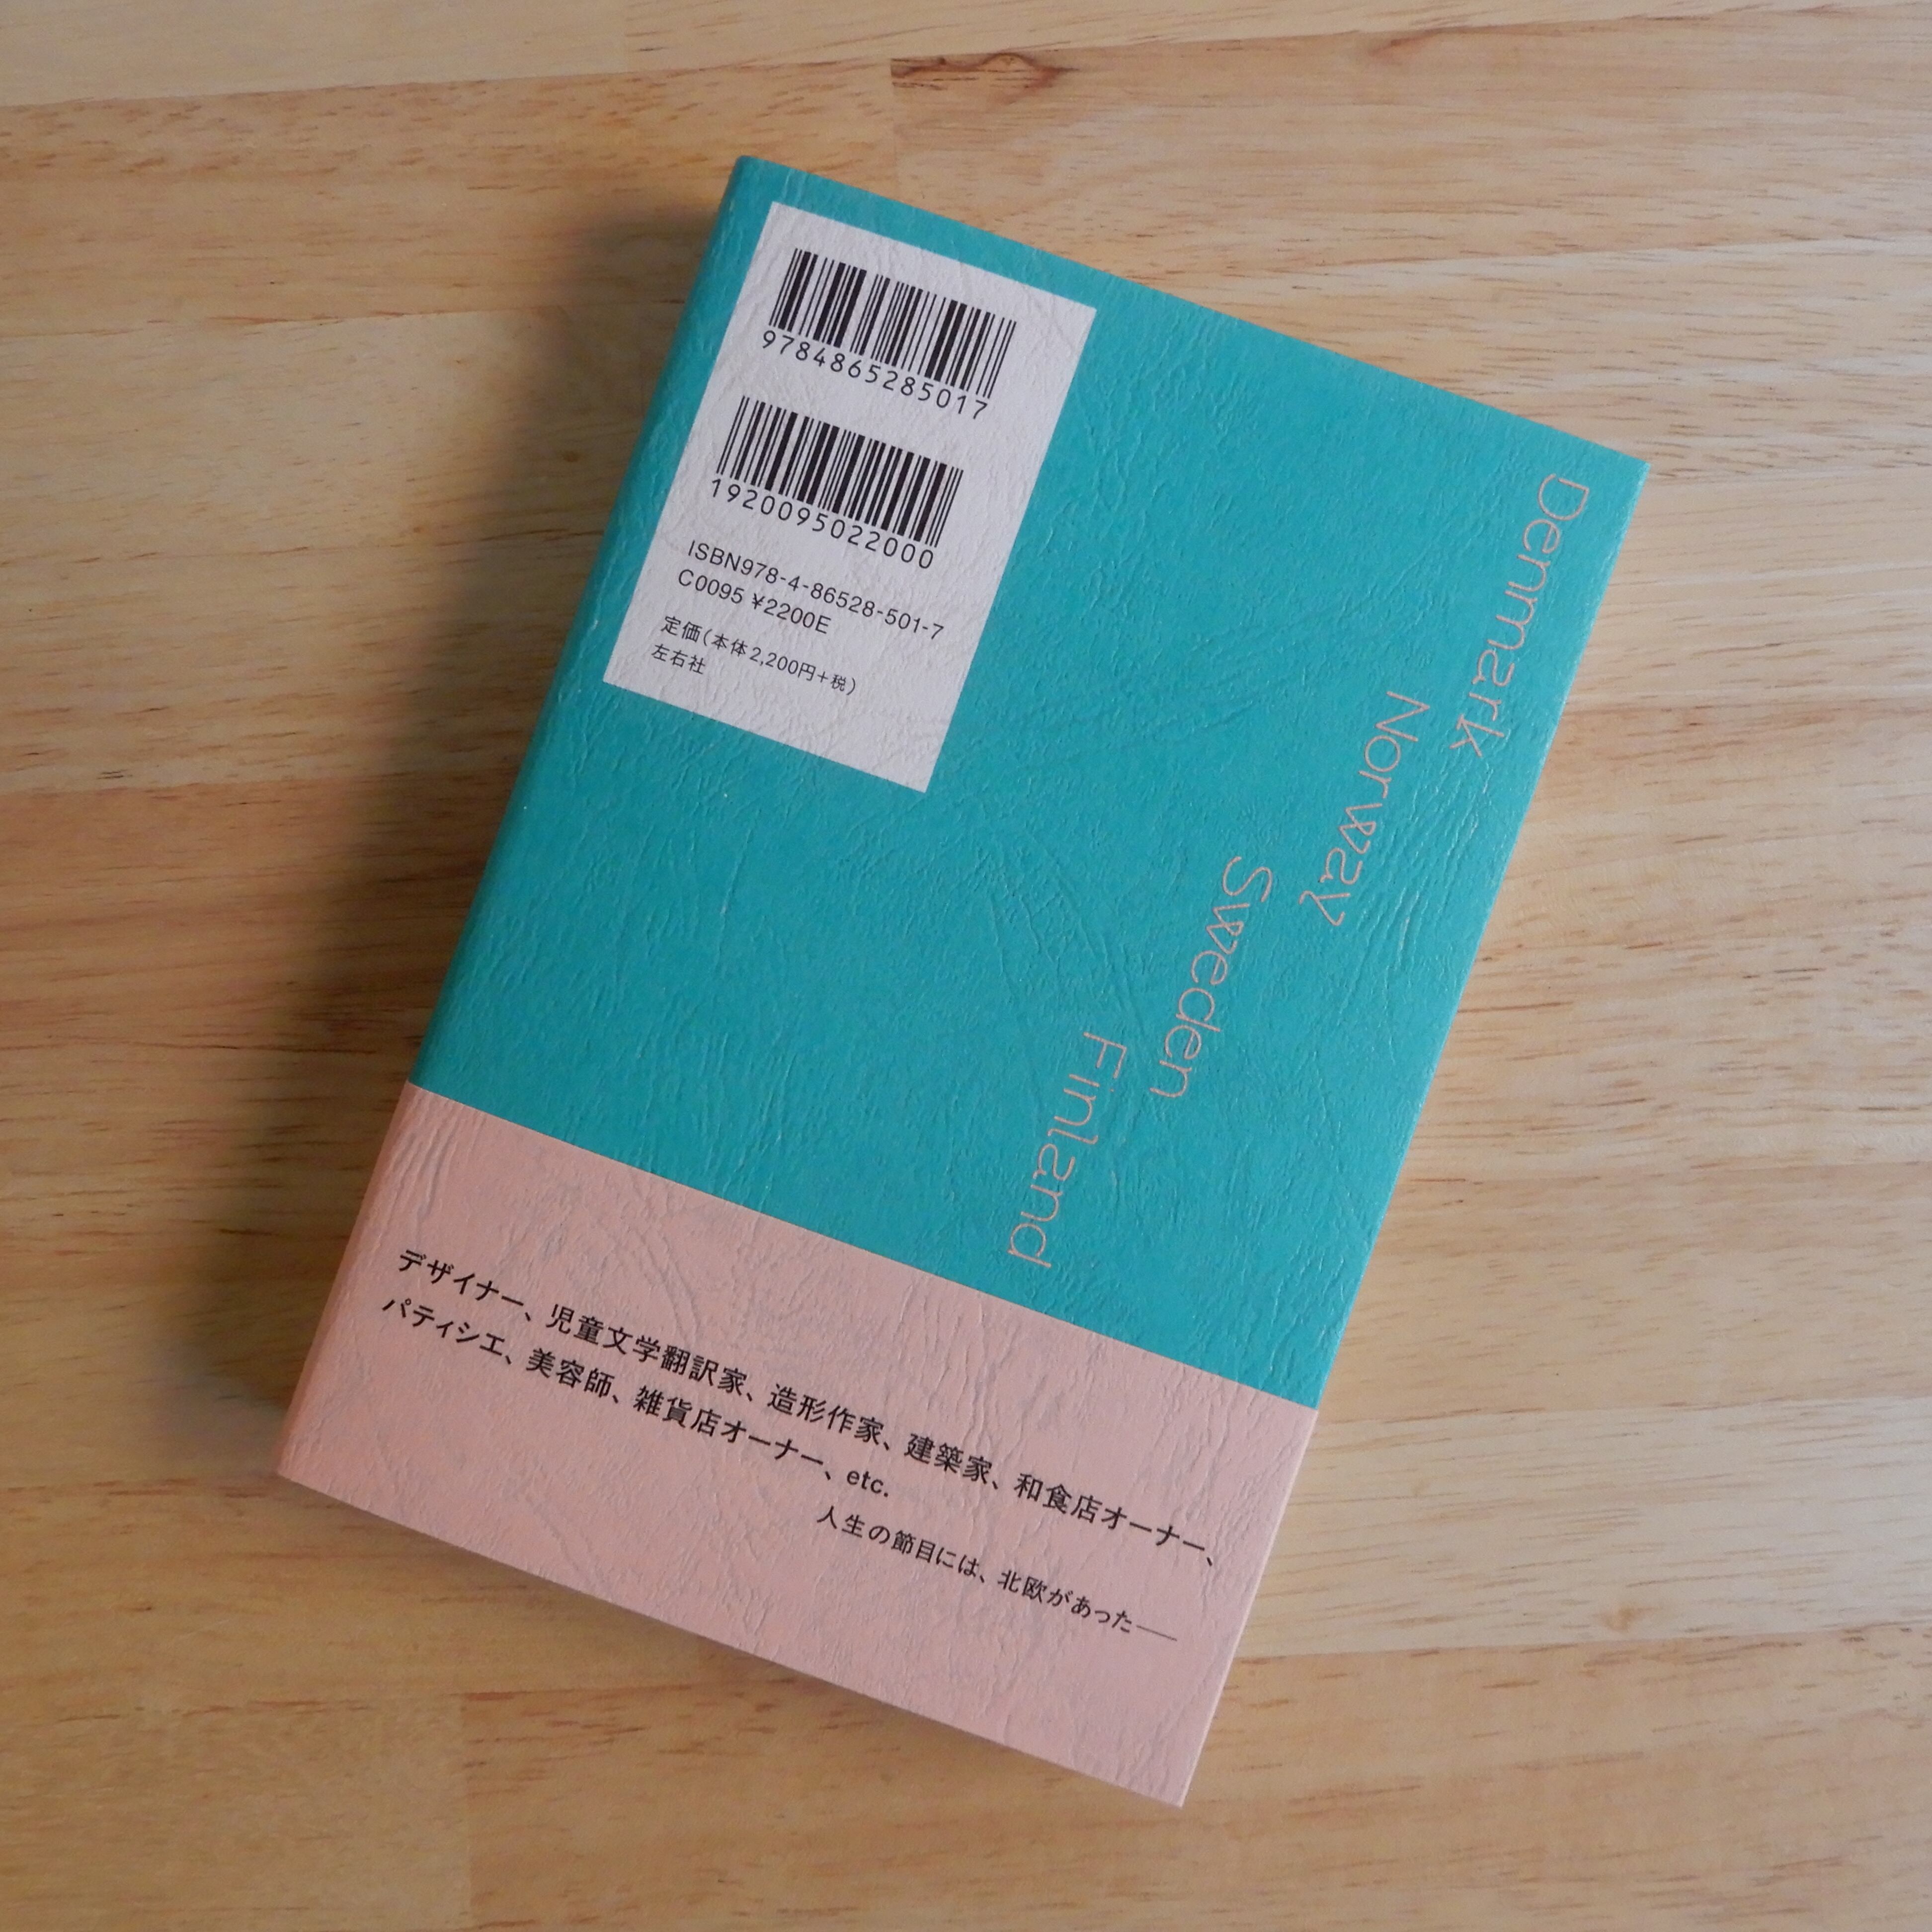 9784865285017
1920095022000
ISBN978-4-86528-501-7
C0095 ¥2200E
定価(本体2,200円+税)
左右社
Denmark
Norway
Sweden
Finland
デザイナー、児童文学翻訳家、造形作家、建築家、和食店オーナー、
パティシエ、美容師、雑貨店オーナー、etc.
人生の節目には、北欧があった──